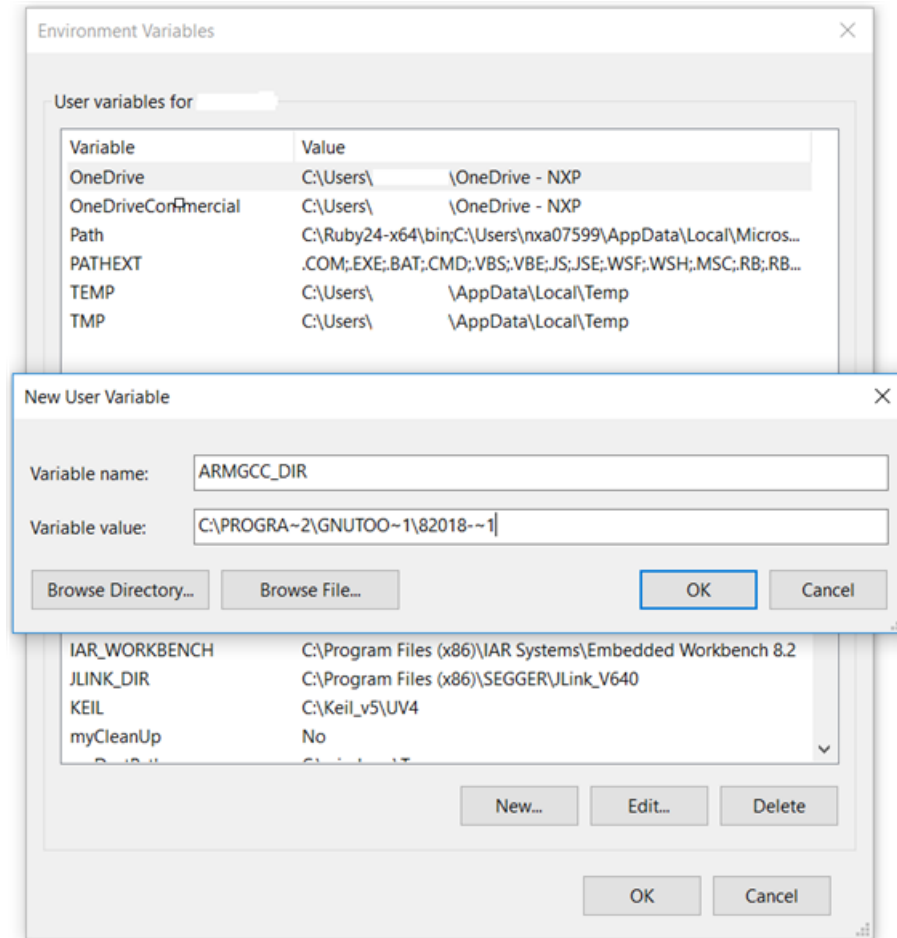 Environment Variables
User variables for
Variable Value
OneDrive C:\Users\ \OneDrive - NXP
OneDriveCommercial C:\Users\ \OneDrive - NXP
Path C:\Ruby24-x64\bin;C:\Users\nxa07599\AppData\Local\Micros...
PATHEXT .COM;.EXE;.BAT;.CMD;.VBS;.VBE;.JS;.JSE;.WSF;.WSH;.MSC;.RB;.RB...
TEMP C:\Users\ \AppData\Local\Temp
TMP C:\Users\ \AppData\Local\Temp
New User Variable
Variable name: ARMGCC_DIR
Variable value: C:\PROGRA~2\GNUTOO~1\82018-~1
Browse Directory... Browse File... OK Cancel
IAR_WORKBENCH C:\Program Files (x86)\IAR Systems\Embedded Workbench 8.2
JLINK_DIR C:\Program Files (x86)\SEGGER\JLink_V640
KEIL C:\Keil_v5\UV4
myCleanUp No
New... Edit... Delete
OK Cancel